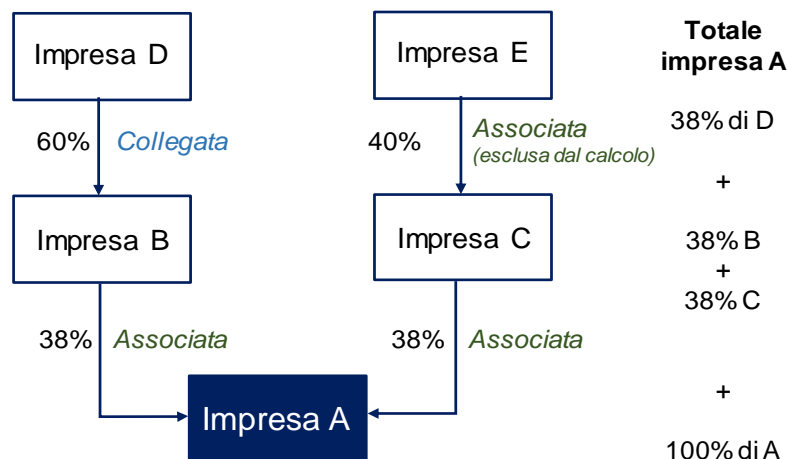 Impresa D
Impresa E
Totale
impresa A
60%
Collegata
40%
Associata
(esclusa dal calcolo)
38% di D
+
Impresa B
Impresa C
38% B
+
38% C
38%
Associata
38%
Associata
+
Impresa A
100% di A